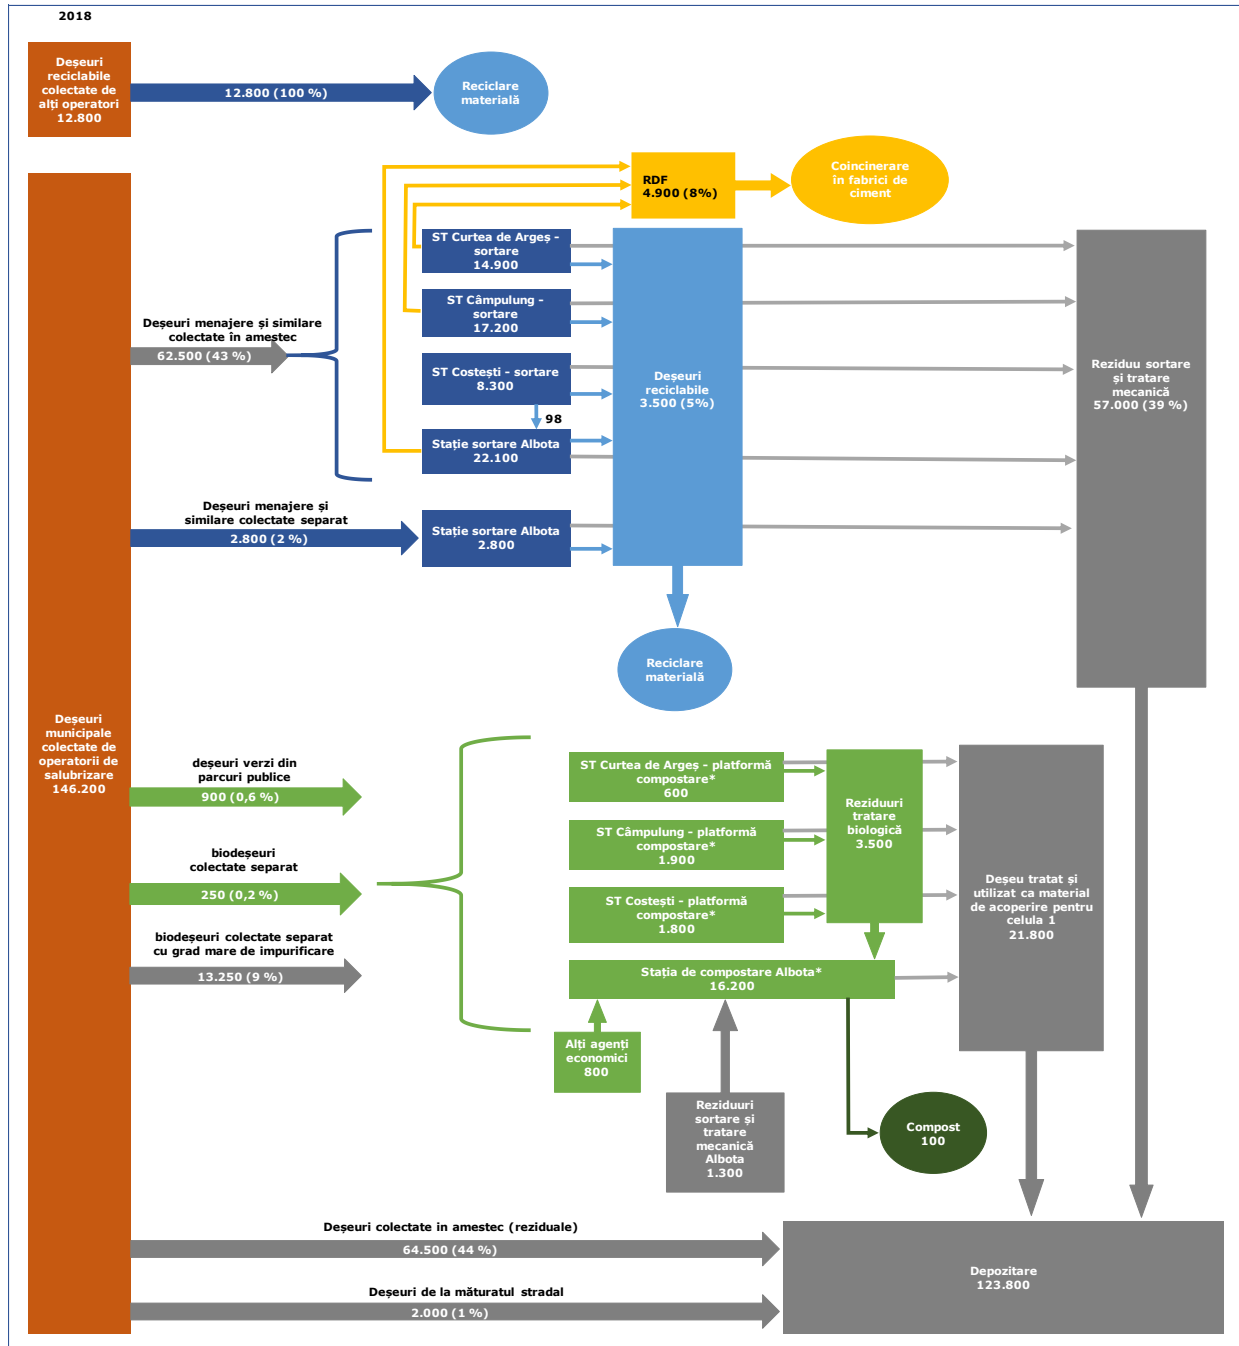 2018
Deșeuri
reciclabile
colectate de
alți operatori
12.800
12.800 (100 %)
Reciclare
materială
RDF
4.900 (8%)
Coincinerare
in fabrici de
ciment
ST Curtea de Argeș -
sortare
14.900
ST Câmpulung -
sortare
17.200
ST Costești - sortare
8.300
98
Stație sortare Albota
22.100
Deșeuri menajere și similare
colectate în amestec
62.500 (43 %)
Deșeuri
reciclabile
3.500 (5%)
Reziduu sortare
și tratare
mecanică
57.000 (39 %)
Deșeuri menajere și
similare colectate separat
2.800 (2 %)
Stație sortare Albota
2.800
Reciclare
materială
Deșeuri
municipale
colectate de
operatorii de
salubrizare
146.200
deșeuri verzi din
parcuri publice
900 (0,6 %)
biodeșeuri
colectate separat
250 (0,2 %)
biodeșeuri colectate separat
cu grad mare de impurificare
13.250 (9 %)
ST Curtea de Argeș - platformă
compostare*
600
ST Câmpulung - platformă
compostare*
1.900
ST Costești - platformă
compostare*
1.800
Reziduuri
tratare
biologică
3.500
Deșeu tratat și
utilizat ca material
de acoperire pentru
celula 1
21.800
Stația de compostare Albota*
16.200
Alți agenți
economici
800
Reziduuri
sortare și
tratare
mecanică
Albota
1.300
Compost
100
Deșeuri colectate in amestec (reziduale)
64.500 (44 %)
Deșeuri de la măturatul stradal
2.000 (1 %)
Depozitare
123.800